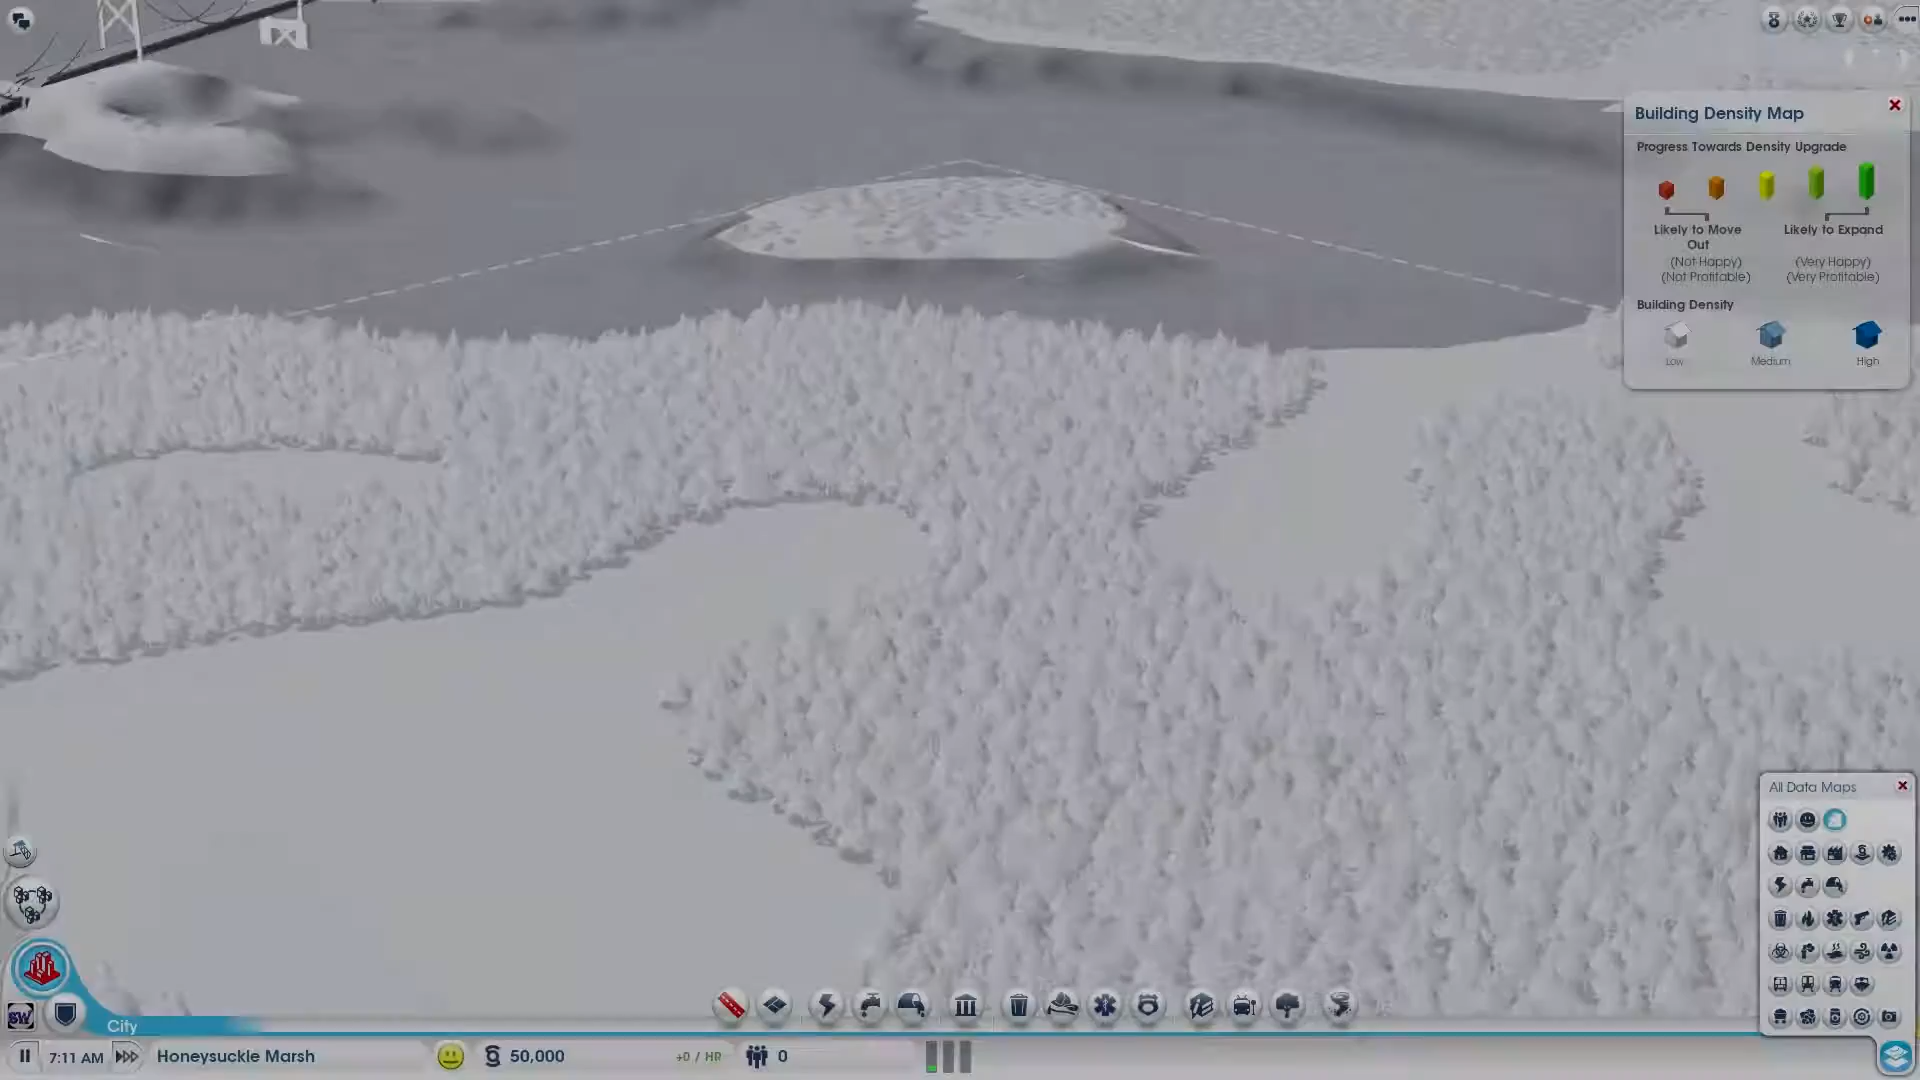 Building Density Map
Progress Towards Density Upgrade
Likely to Move
Out
(Not Happy)
(Not Profitable)
Likely to Expand
(Very Happy)
(Very Profitable)
Building Density
Low
Medium
High
All Data Maps
SW
City
7:11 AM
Honeysuckle Marsh
50,000
+0 / HR
0